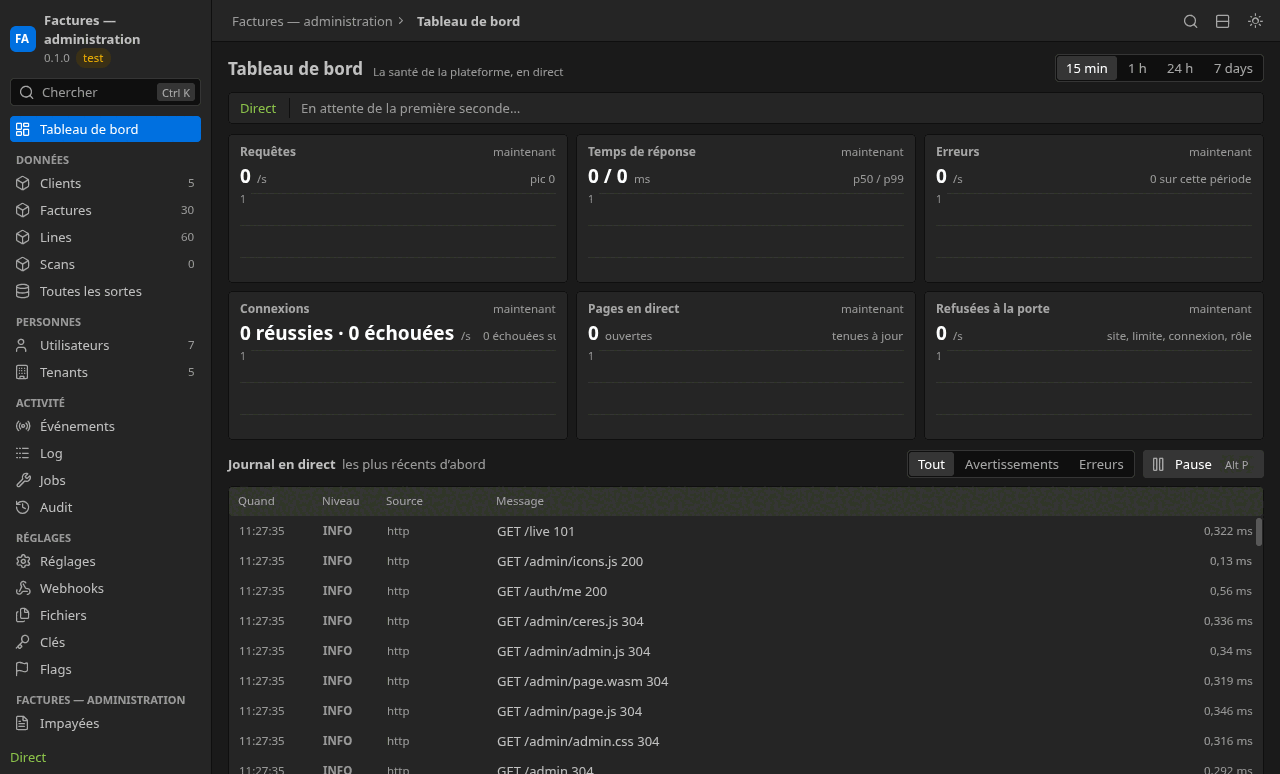 Factures —
administration
FA
0.1.0 test
Chercher Ctrl K
Tableau de bord
DONNÉES
Clients 5
Factures 30
Lines 60
Scans 0
Toutes les sortes
PERSONNES
Utilisateurs 7
Tenants 5
ACTIVITÉ
Événements
Log
Jobs
Audit
RÉGLAGES
Réglages
Webhooks
Fichiers
Clés
Flags
FACTURES — ADMINISTRATION
Impayées
Direct
Factures — administration › Tableau de bord
Tableau de bord La santé de la plateforme, en direct
15 min 1 h 24 h 7 days
Direct En attente de la première seconde…
Requêtes maintenant
0 /s pic 0
1
Temps de réponse maintenant
0 / 0 ms p50 / p99
1
Erreurs maintenant
0 /s 0 sur cette période
1
Connexions maintenant
0 réussies · 0 échouées /s 0 échouées
1
Pages en direct maintenant
0 ouvertes tenues à jour
1
Refusées à la porte maintenant
0 /s site, limite, connexion, rôle
1
Journal en direct les plus récents d’abord
Tout Avertissements Erreurs Pause Alt P
Quand Niveau Source Message
11:27:35 INFO http GET /live 101 0,322 ms
11:27:35 INFO http GET /admin/icons.js 200 0,13 ms
11:27:35 INFO http GET /auth/me 200 0,56 ms
11:27:35 INFO http GET /admin/ceres.js 304 0,336 ms
11:27:35 INFO http GET /admin/admin.js 304 0,34 ms
11:27:35 INFO http GET /admin/page.wasm 304 0,319 ms
11:27:35 INFO http GET /admin/page.js 304 0,346 ms
11:27:35 INFO http GET /admin/admin.css 304 0,316 ms
11:27:35 INFO http GET /admin 304 0,292 ms